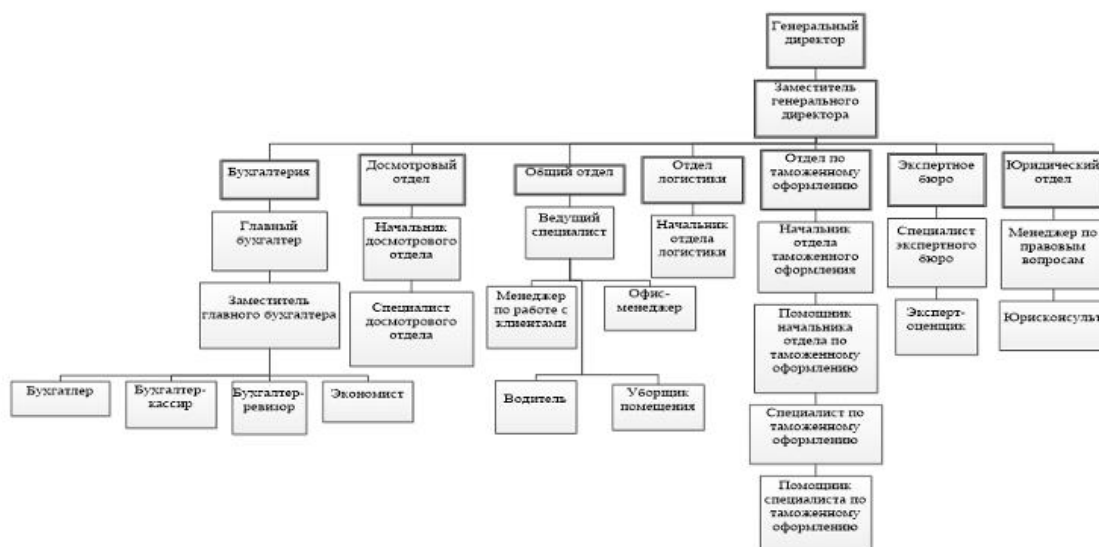 Генеральный
директор
Заместитель
генерального
директора
Бухгалтерия
Досмотровый
отдел
Общий отдел
Отдел
логистики
Отдел по
таможенному
оформлению
Экспертное
бюро
Юридический
отдел
Главный
бухгалтер
Начальник
досмотрового
отдела
Ведущий
специалист
Начальник
отдела
логистики
Начальник
отдела
таможенного
оформления
Специалист
экспертного
бюро
Менеджер по
правовым
вопросам
Заместитель
главного бухгалтера
Специалист
досмотрового
отдела
Менеджер
по работе с
клиентами
Офис-
менеджер
Помощник
начальника
отдела по
таможенному
оформлению
Эксперт-
оценщик
Юрисконсульт
Бухгатлер
Бухгалтер-
кассир
Бухгалтер-
ревизор
Экономист
Водитель
Уборщик
помещения
Специалист по
таможенному
оформлению
Помощник
специалиста по
таможенному
оформлению